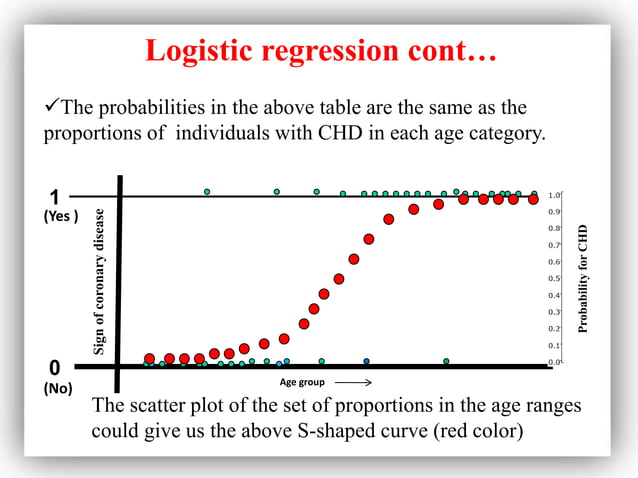 Logistic regression cont…
✓The probabilities in the above table are the same as the
proportions of individuals with CHD in each age category.
1
(Yes )
Sign of coronary disease
0
(No)
1.0
0.9
0.8
0.7
0.6
0.5
0.4
0.3
0.2
0.1
0.0
Probability for CHD
Age group
The scatter plot of the set of proportions in the age ranges
could give us the above S-shaped curve (red color)